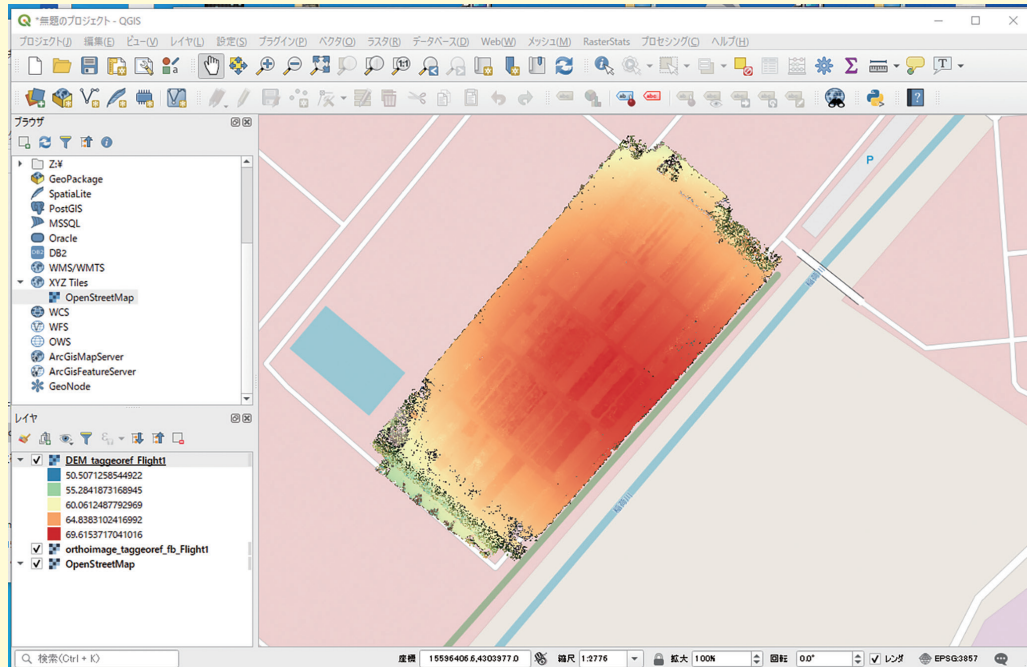 *無題のプロジェクト - QGIS
プロジェクト(J) 編集(E) ビュー(V) レイヤ(L) 設定(S) プラグイン(P) ベクタ(O) ラスタ(R) データベース(D) Web(W) メッシュ(M) RasterStats プロセシング(C) ヘルプ(H)
ブラウザ
Z:¥
GeoPackage
SpatiaLite
PostGIS
MSSQL
Oracle
DB2
WMS/WMTS
XYZ Tiles
OpenStreetMap
WCS
WFS
OWS
ArcGisMapServer
ArcGisFeatureServer
GeoNode
レイヤ
DEM_taggeoref_Flight1
50.5071258544922
55.2841873168945
60.0612487792969
64.8383102416992
69.6153717041016
orthoimage_taggeoref_fb_Flight1
OpenStreetMap
P
検索(Ctrl + K)
座標 15596406.6,4303977.0 縮尺 1:2776 拡大 100% 回転 0.0° レンダ EPSG:3857